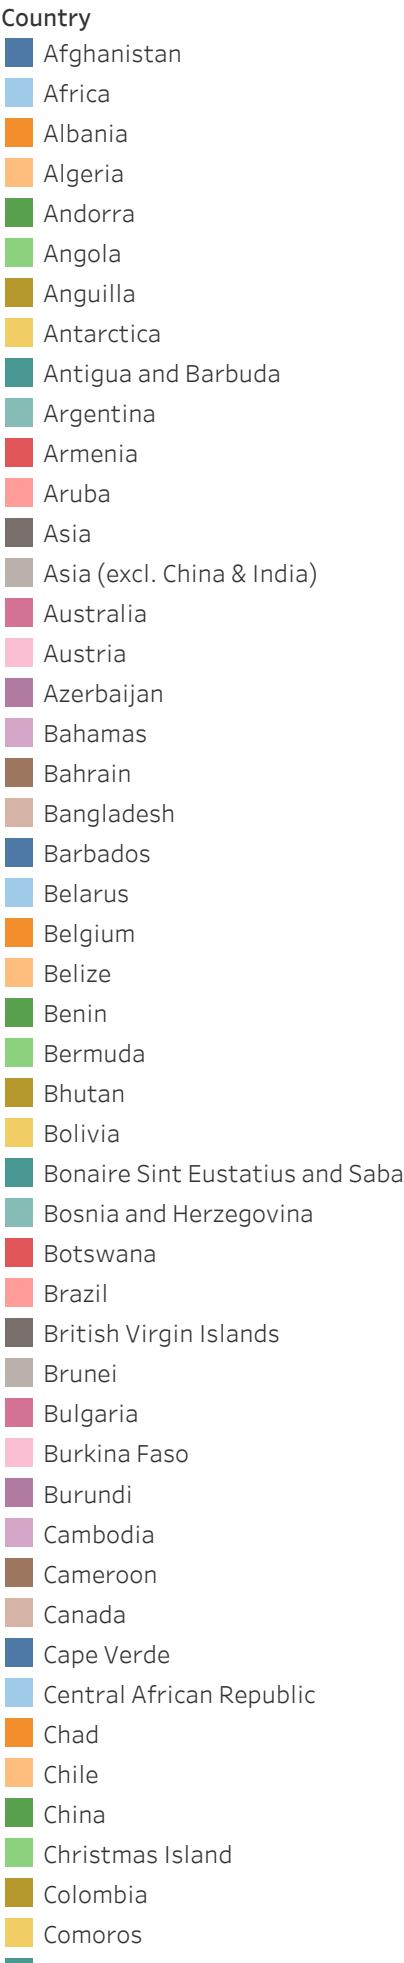 Country
Afghanistan
Africa
Albania
Algeria
Andorra
Angola
Anguilla
Antarctica
Antigua and Barbuda
Argentina
Armenia
Aruba
Asia
Asia (excl. China & India)
Australia
Austria
Azerbaijan
Bahamas
Bahrain
Bangladesh
Barbados
Belarus
Belgium
Belize
Benin
Bermuda
Bhutan
Bolivia
Bonaire Sint Eustatius and Saba
Bosnia and Herzegovina
Botswana
Brazil
British Virgin Islands
Brunei
Bulgaria
Burkina Faso
Burundi
Cambodia
Cameroon
Canada
Cape Verde
Central African Republic
Chad
Chile
China
Christmas Island
Colombia
Comoros